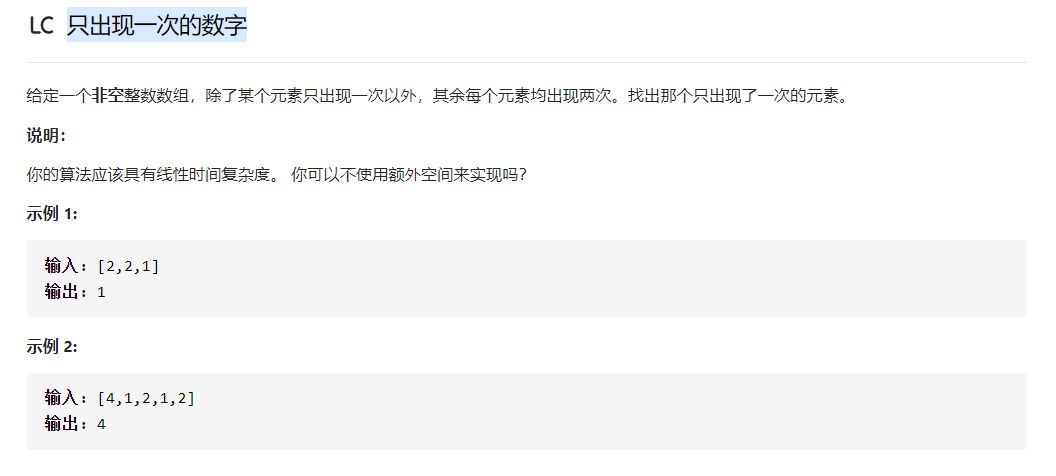 LC 只出现一次的数字
给定一个非空整数数组，除了某个元素只出现一次以外，其余每个元素均出现两次。找出那个只出现了一次的元素。
说明：
你的算法应该具有线性时间复杂度。 你可以不使用额外空间来实现吗？
示例 1:
输入：[2,2,1]
输出：1
示例 2:
输入：[4,1,2,1,2]
输出：4